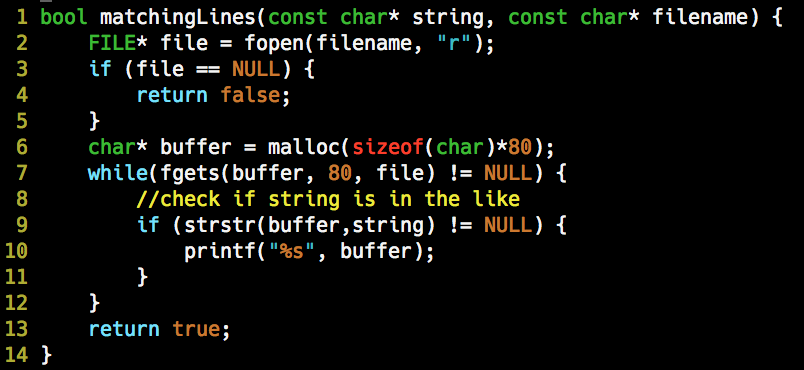 1 bool matchingLines(const char* string, const char* filename) {
2     FILE* file = fopen(filename, "r");
3     if (file == NULL) {
4         return false;
5     }
6     char* buffer = malloc(sizeof(char)*80);
7     while(fgets(buffer, 80, file) != NULL) {
8         //check if string is in the like
9         if (strstr(buffer,string) != NULL) {
10             printf("%s", buffer);
11         }
12     }
13     return true;
14 }